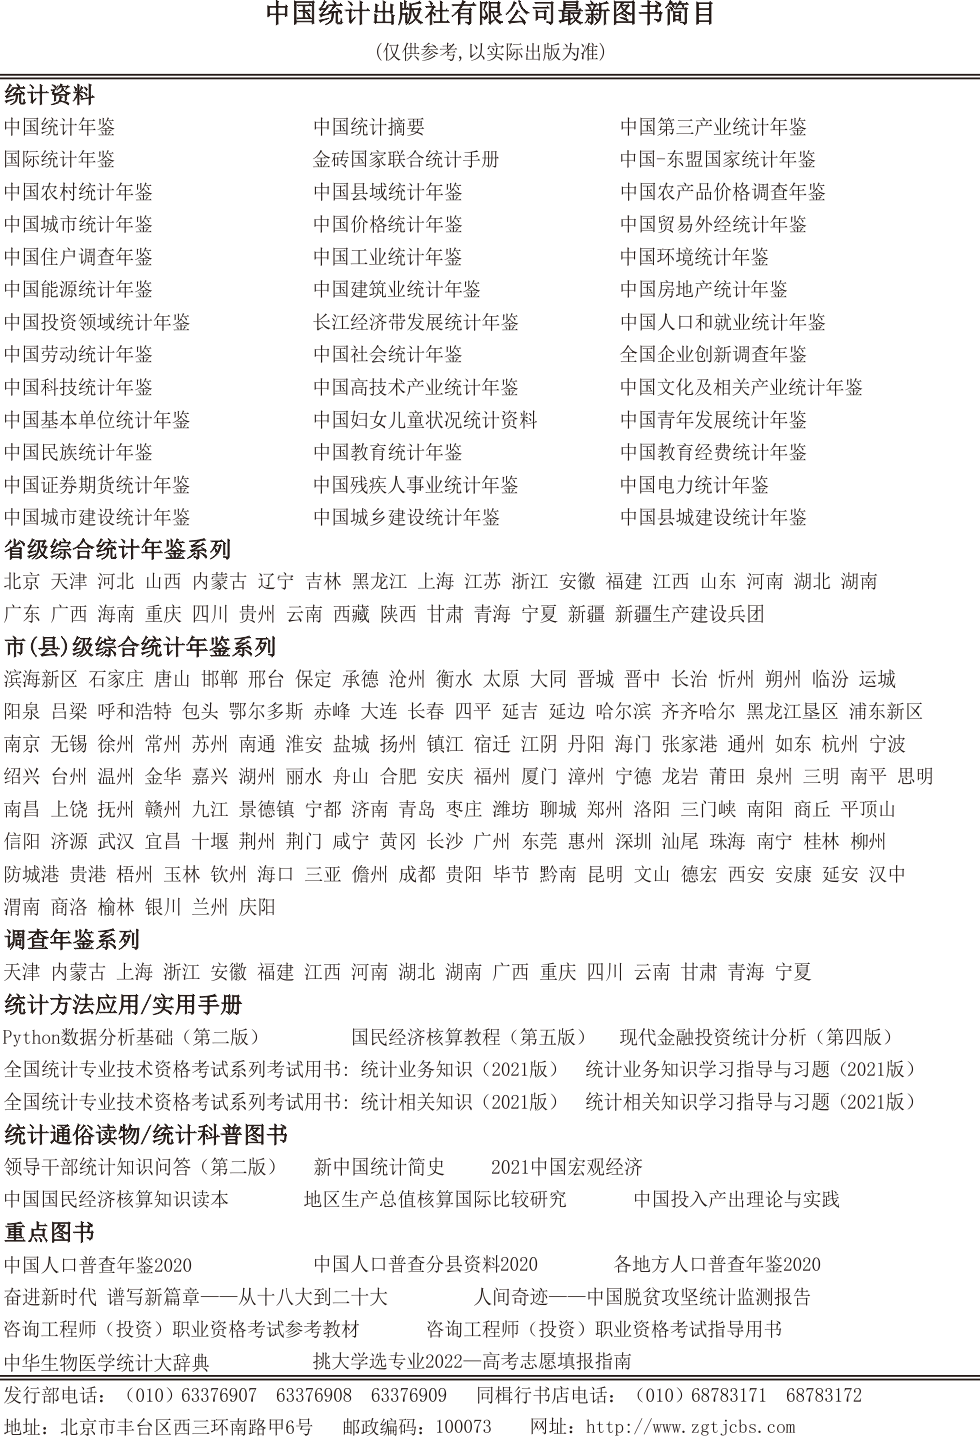 中国统计出版社有限公司最新图书简目
(仅供参考,以实际出版为准)
统计资料
中国统计年鉴 中国统计摘要 中国第三产业统计年鉴
国际统计年鉴 金砖国家联合统计手册 中国-东盟国家统计年鉴
中国农村统计年鉴 中国县域统计年鉴 中国农产品价格调查年鉴
中国城市统计年鉴 中国价格统计年鉴 中国贸易外经统计年鉴
中国住户调查年鉴 中国工业统计年鉴 中国环境统计年鉴
中国能源统计年鉴 中国建筑业统计年鉴 中国房地产统计年鉴
中国投资领域统计年鉴 长江经济带发展统计年鉴 中国人口和就业统计年鉴
中国劳动统计年鉴 中国社会统计年鉴 全国企业创新调查年鉴
中国科技统计年鉴 中国高技术产业统计年鉴 中国文化及相关产业统计年鉴
中国基本单位统计年鉴 中国妇女儿童状况统计资料 中国青年发展统计年鉴
中国民族统计年鉴 中国教育统计年鉴 中国教育经费统计年鉴
中国证券期货统计年鉴 中国残疾人事业统计年鉴 中国电力统计年鉴
中国城市建设统计年鉴 中国城乡建设统计年鉴 中国县城建设统计年鉴
省级综合统计年鉴系列
北京 天津 河北 山西 内蒙古 辽宁 吉林 黑龙江 上海 江苏 浙江 安徽 福建 江西 山东 河南 湖北 湖南
广东 广西 海南 重庆 四川 贵州 云南 西藏 陕西 甘肃 青海 宁夏 新疆 新疆生产建设兵团
市(县)级综合统计年鉴系列
滨海新区 石家庄 唐山 邯郸 邢台 保定 承德 沧州 衡水 太原 大同 晋城 晋中 长治 忻州 朔州 临汾 运城
阳泉 吕梁 呼和浩特 包头 鄂尔多斯 赤峰 大连 长春 四平 延吉 延边 哈尔滨 齐齐哈尔 黑龙江垦区 浦东新区
南京 无锡 徐州 常州 苏州 南通 淮安 盐城 扬州 镇江 宿迁 江阴 丹阳 海门 张家港 通州 如东 杭州 宁波
绍兴 台州 温州 金华 嘉兴 湖州 丽水 舟山 合肥 安庆 福州 厦门 漳州 宁德 龙岩 莆田 泉州 三明 南平 思明
南昌 上饶 抚州 赣州 九江 景德镇 宁都 济南 青岛 枣庄 潍坊 聊城 郑州 洛阳 三门峡 南阳 商丘 平顶山
信阳 济源 武汉 宜昌 十堰 荆州 荆门 咸宁 黄冈 长沙 广州 东莞 惠州 深圳 汕尾 珠海 南宁 桂林 柳州
防城港 贵港 梧州 玉林 钦州 海口 三亚 儋州 成都 贵阳 毕节 黔南 昆明 文山 德宏 西安 安康 延安 汉中
渭南 商洛 榆林 银川 兰州 庆阳
调查年鉴系列
天津 内蒙古 上海 浙江 安徽 福建 江西 河南 湖北 湖南 广西 重庆 四川 云南 甘肃 青海 宁夏
统计方法应用/实用手册
Python数据分析基础（第二版） 国民经济核算教程（第五版） 现代金融投资统计分析（第四版）
全国统计专业技术资格考试系列考试用书：统计业务知识（2021版） 统计业务知识学习指导与习题（2021版）
全国统计专业技术资格考试系列考试用书：统计相关知识（2021版） 统计相关知识学习指导与习题（2021版）
统计通俗读物/统计科普图书
领导干部统计知识问答（第二版） 新中国统计简史 2021中国宏观经济
中国国民经济核算知识读本 地区生产总值核算国际比较研究 中国投入产出理论与实践
重点图书
中国人口普查年鉴2020 中国人口普查分县资料2020 各地方人口普查年鉴2020
奋进新时代 谱写新篇章——从十八大到二十大 人间奇迹——中国脱贫攻坚统计监测报告
咨询工程师（投资）职业资格考试参考教材 咨询工程师（投资）职业资格考试指导用书
中华生物医学统计大辞典 挑大学选专业2022—高考志愿填报指南
发行部电话：（010）63376907 63376908 63376909 同楫行书店电话：（010）68783171 68783172
地址：北京市丰台区西三环南路甲6号 邮政编码：100073 网址：http://www.zgtjcbs.com